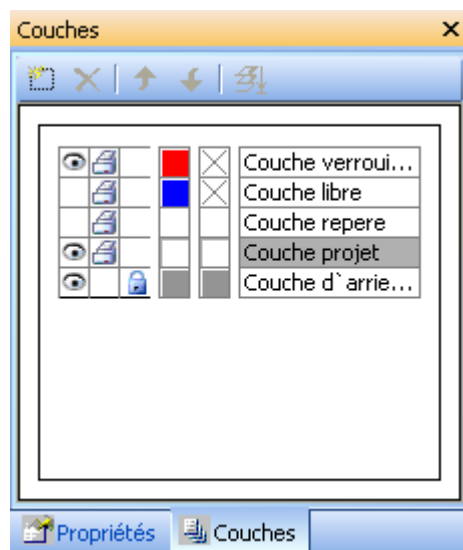 Couches
Couche verroui...
Couche libre
Couche repere
Couche projet
Couche d`arrie...
Propriétés Couches